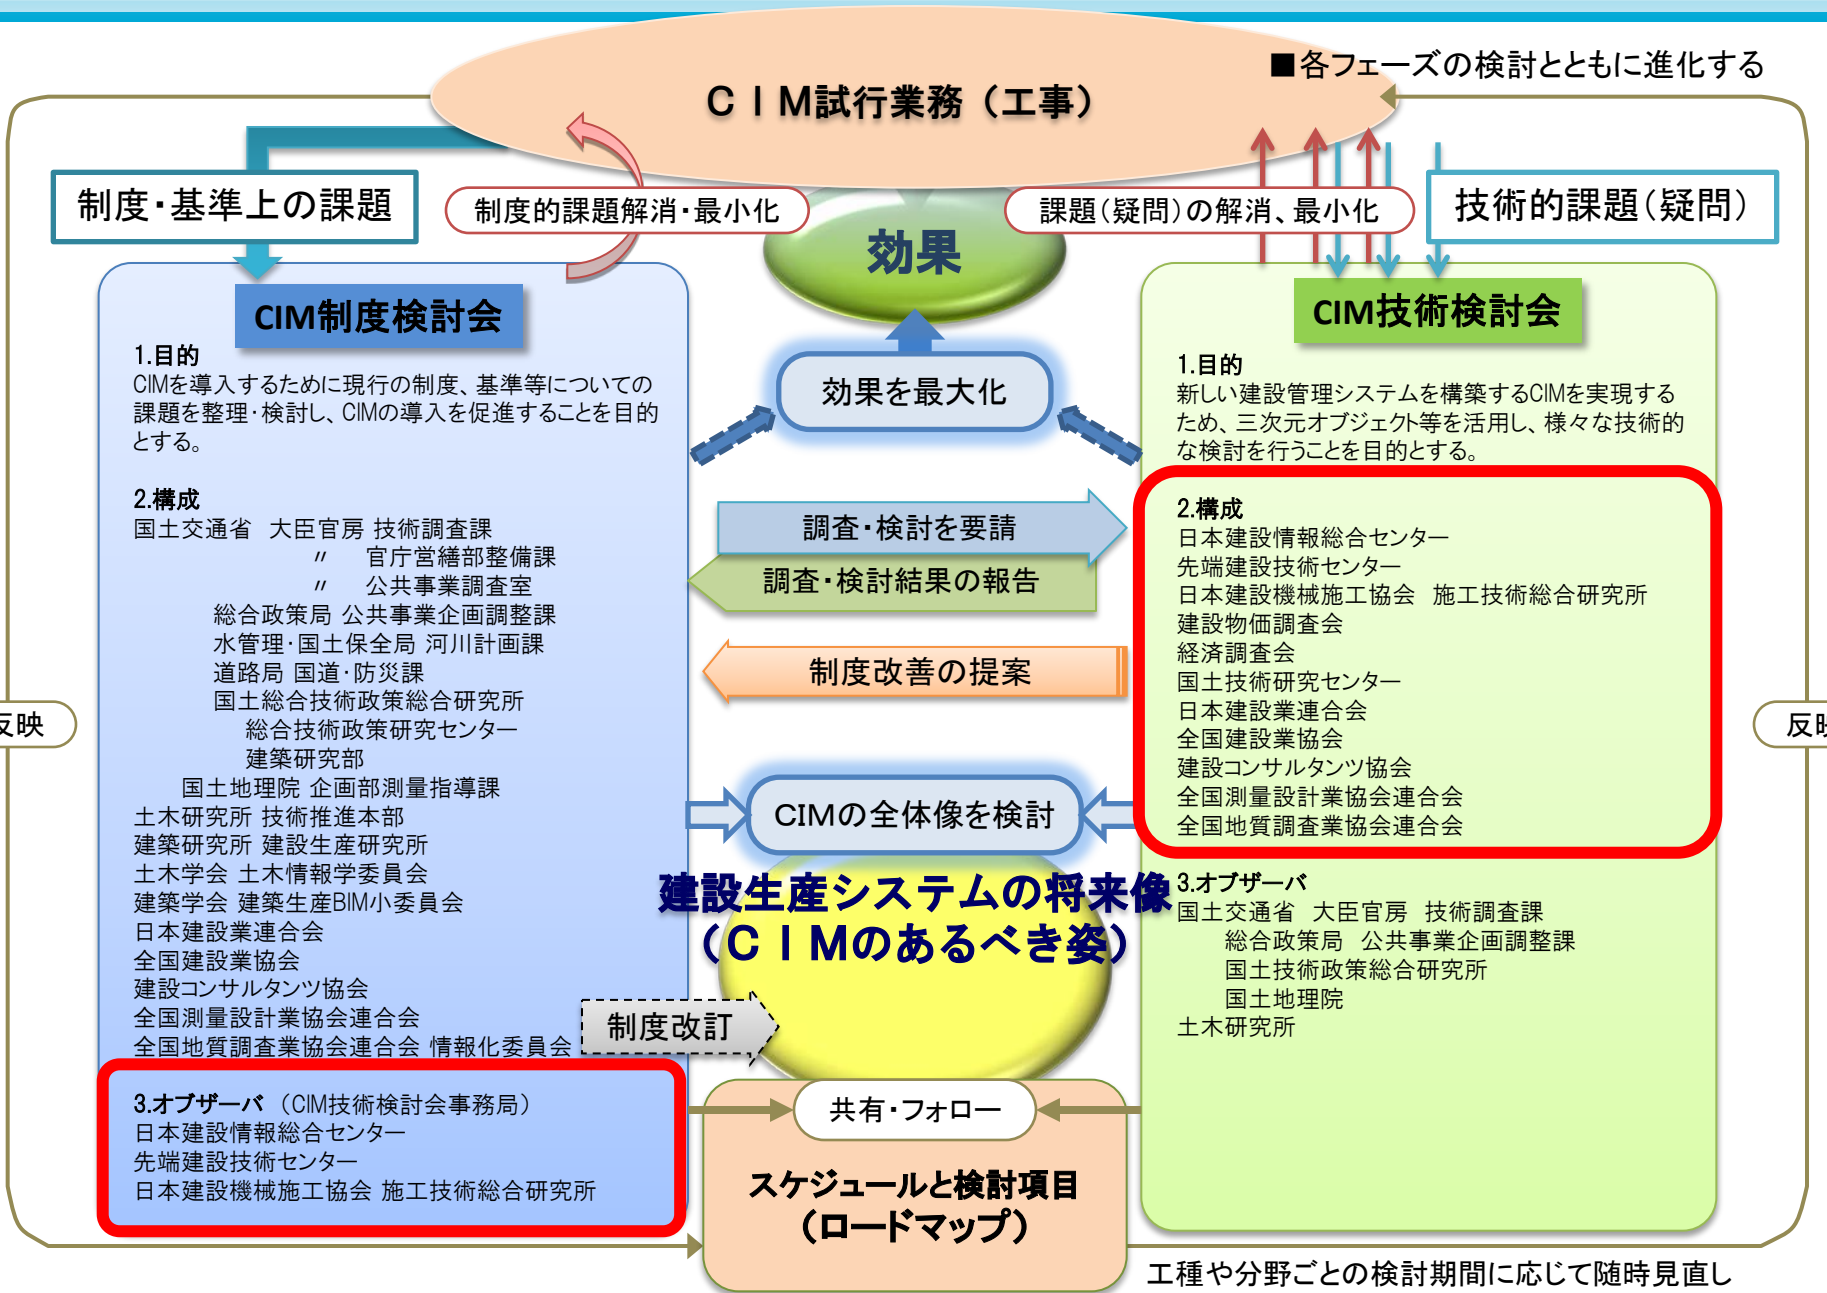 ■各フェーズの検討とともに進化する
ＣＩＭ試行業務（工事）
制度・基準上の課題
制度的課題解消・最小化
効果
課題（疑問）の解消、最小化
技術的課題（疑問）
CIM制度検討会
1.目的
CIMを導入するために現行の制度、基準等についての
課題を整理・検討し、CIMの導入を促進することを目的
とする。
2.構成
国土交通省　大臣官房 技術調査課
〃　官庁営繕部整備課
〃　公共事業調査室
総合政策局 公共事業企画調整課
水管理・国土保全局 河川計画課
道路局 国道・防災課
国土総合技術政策総合研究所
総合技術政策研究センター
建築研究部
国土地理院 企画部測量指導課
土木研究所 技術推進本部
建築研究所 建設生産研究所
土木学会 土木情報学委員会
建築学会 建築生産BIM小委員会
日本建設業連合会
全国建設業協会
建設コンサルタンツ協会
全国測量設計業協会連合会
全国地質調査業協会連合会 情報化委員会
3.オブザーバ （CIM技術検討会事務局）
日本建設情報総合センター
先端建設技術センター
日本建設機械施工協会 施工技術総合研究所
効果を最大化
調査・検討を要請
調査・検討結果の報告
制度改善の提案
CIMの全体像を検討
建設生産システムの将来像
（ＣＩＭのあるべき姿）
制度改訂
共有・フォロー
スケジュールと検討項目
（ロードマップ）
CIM技術検討会
1.目的
新しい建設管理システムを構築するCIMを実現する
ため、三次元オブジェクト等を活用し、様々な技術的
な検討を行うことを目的とする。
2.構成
日本建設情報総合センター
先端建設技術センター
日本建設機械施工協会　施工技術総合研究所
建設物価調査会
経済調査会
国土技術研究センター
日本建設業連合会
全国建設業協会
建設コンサルタンツ協会
全国測量設計業協会連合会
全国地質調査業協会連合会
3.オブザーバ
国土交通省　大臣官房　技術調査課
総合政策局　公共事業企画調整課
国土技術政策総合研究所
国土地理院
土木研究所
反映
反映
工種や分野ごとの検討期間に応じて随時見直し